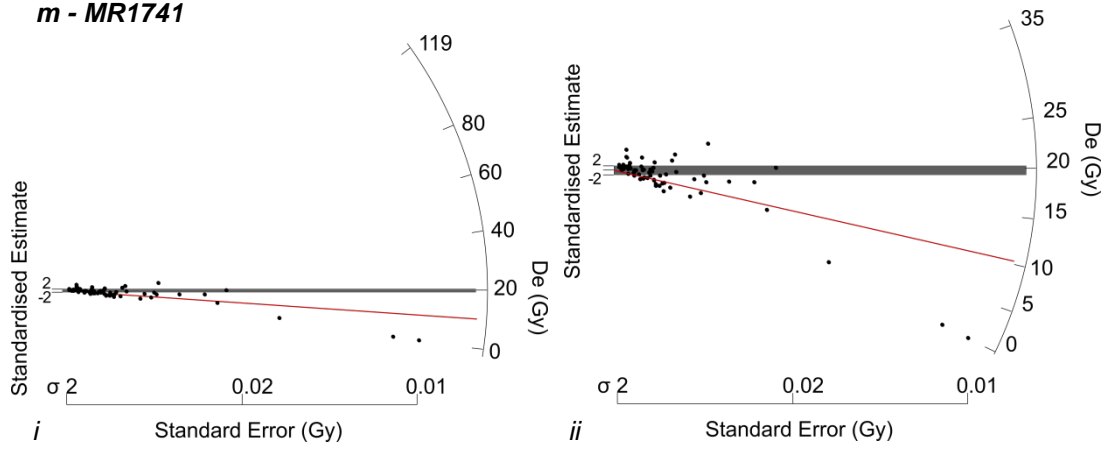 m - MR1741
119
80
60
40
20
0
De (Gy)
Standardised Estimate
2
-2
σ 2
0.02
0.01
Standard Error (Gy)
i
35
25
20
15
10
5
0
De (Gy)
Standardised Estimate
2
-2
σ 2
0.02
0.01
Standard Error (Gy)
ii